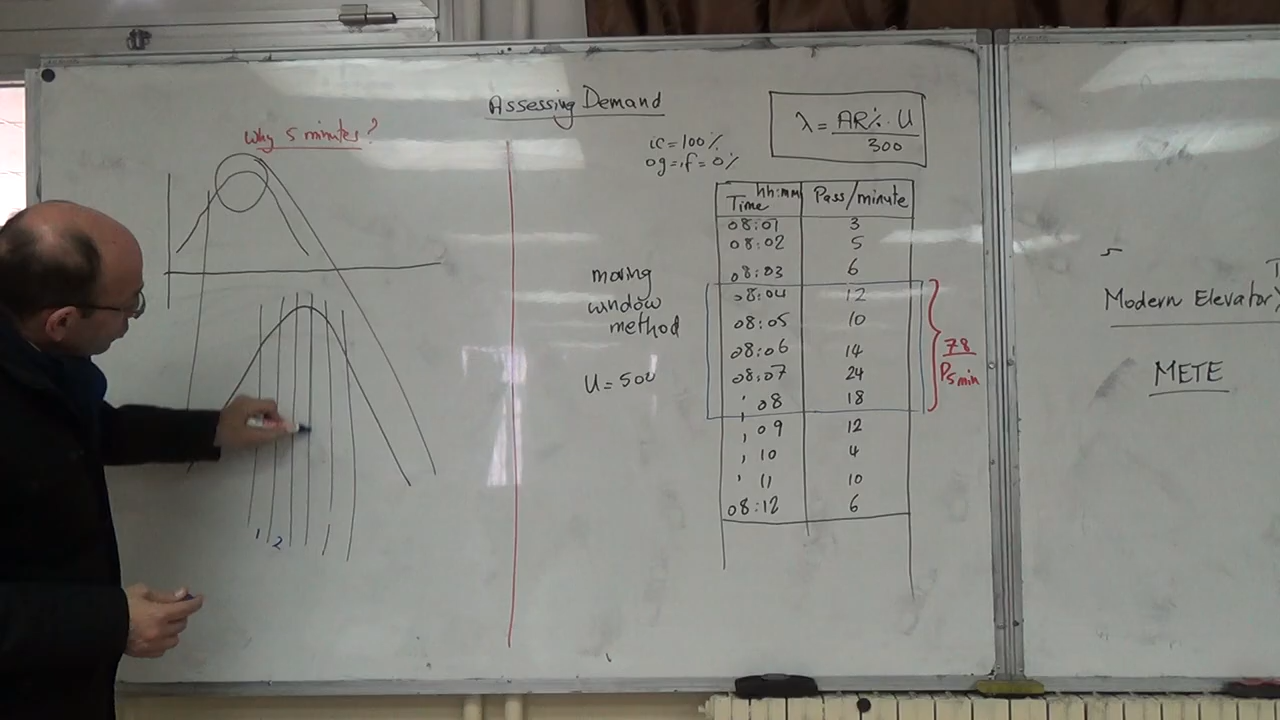 Assessing Demand
Why 5 minutes?
1 2
ic = 100%
og = if = 0%
λ = AR% · U
300
moving
window
method
U = 500
Time hh:mm Pass/minute
08:01 3
08:02 5
08:03 6
08:04 12
08:05 10
08:06 14
08:07 24
08 18
09 12
10 4
11 10
08:12 6
78
P5min
Modern Elevator
METE